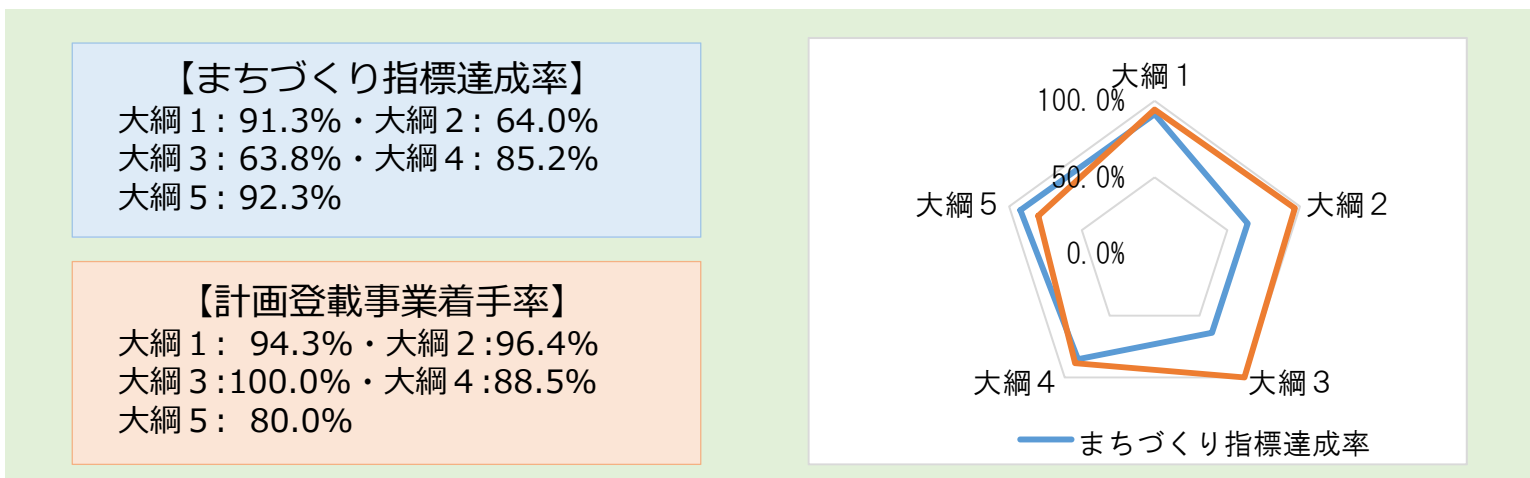 【まちづくり指標達成率】
大綱１: 91.3%・大綱２: 64.0%
大綱３: 63.8%・大綱４: 85.2%
大綱５: 92.3%
【計画登載事業着手率】
大綱１: 94.3%・大綱２:96.4%
大綱３:100.0%・大綱４:88.5%
大綱５: 80.0%
大綱１
100.0%
50.0%
大綱５
大綱２
0.0%
大綱４
大綱３
まちづくり指標達成率